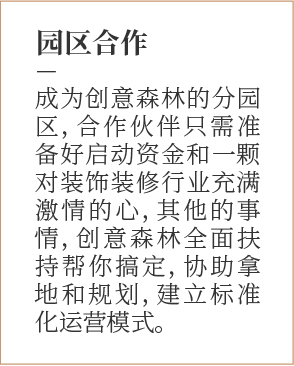 园区合作
—
成为创意森林的分园
区，合作伙伴只需准
备好启动资金和一颗
对装饰装修行业充满
激情的心，其他的事
情，创意森林全面扶
持帮你搞定，协助拿
地和规划，建立标准
化运营模式。